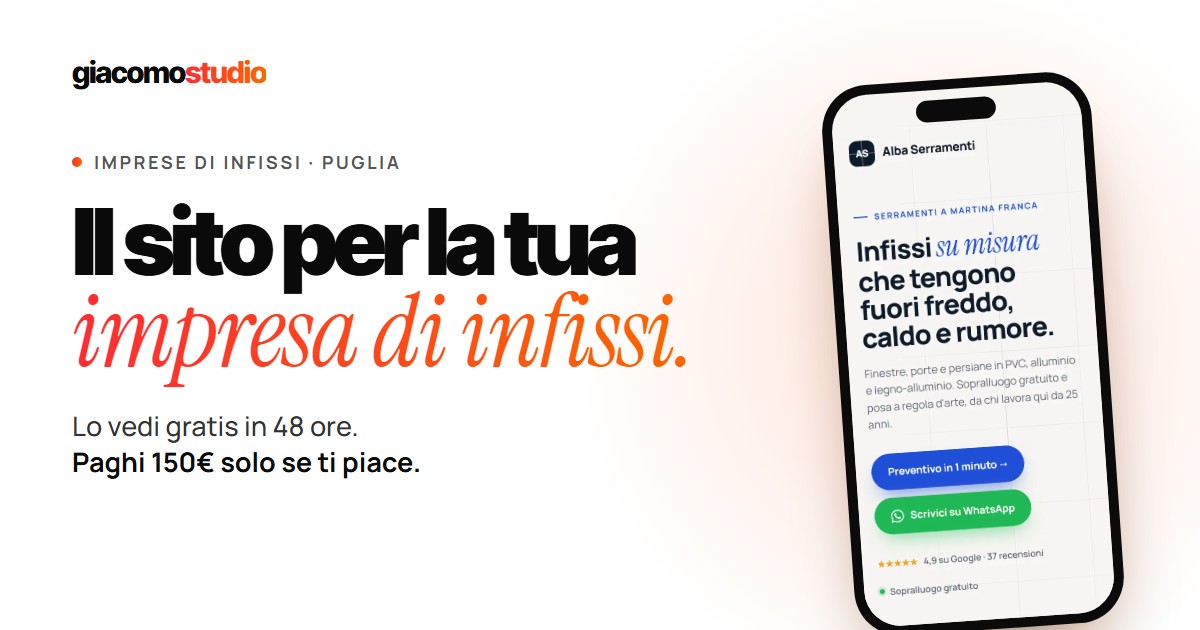 giacomostudio
IMPRESE DI INFISSI · PUGLIA
Il sito per la tua
impresa di infissi.
Lo vedi gratis in 48 ore.
Paghi 150€ solo se ti piace.
AS Alba Serramenti
SERRAMENTI A MARTINA FRANCA
Infissi su misura
che tengono
fuori freddo,
caldo e rumore.
Finestre, porte e persiane in PVC, alluminio
e legno-alluminio. Sopralluogo gratuito e
posa a regola d'arte, da chi lavora qui da 25
anni.
Preventivo in 1 minuto →
Scrivici su WhatsApp
★★★★★ 4,9 su Google · 37 recensioni
Sopralluogo gratuito